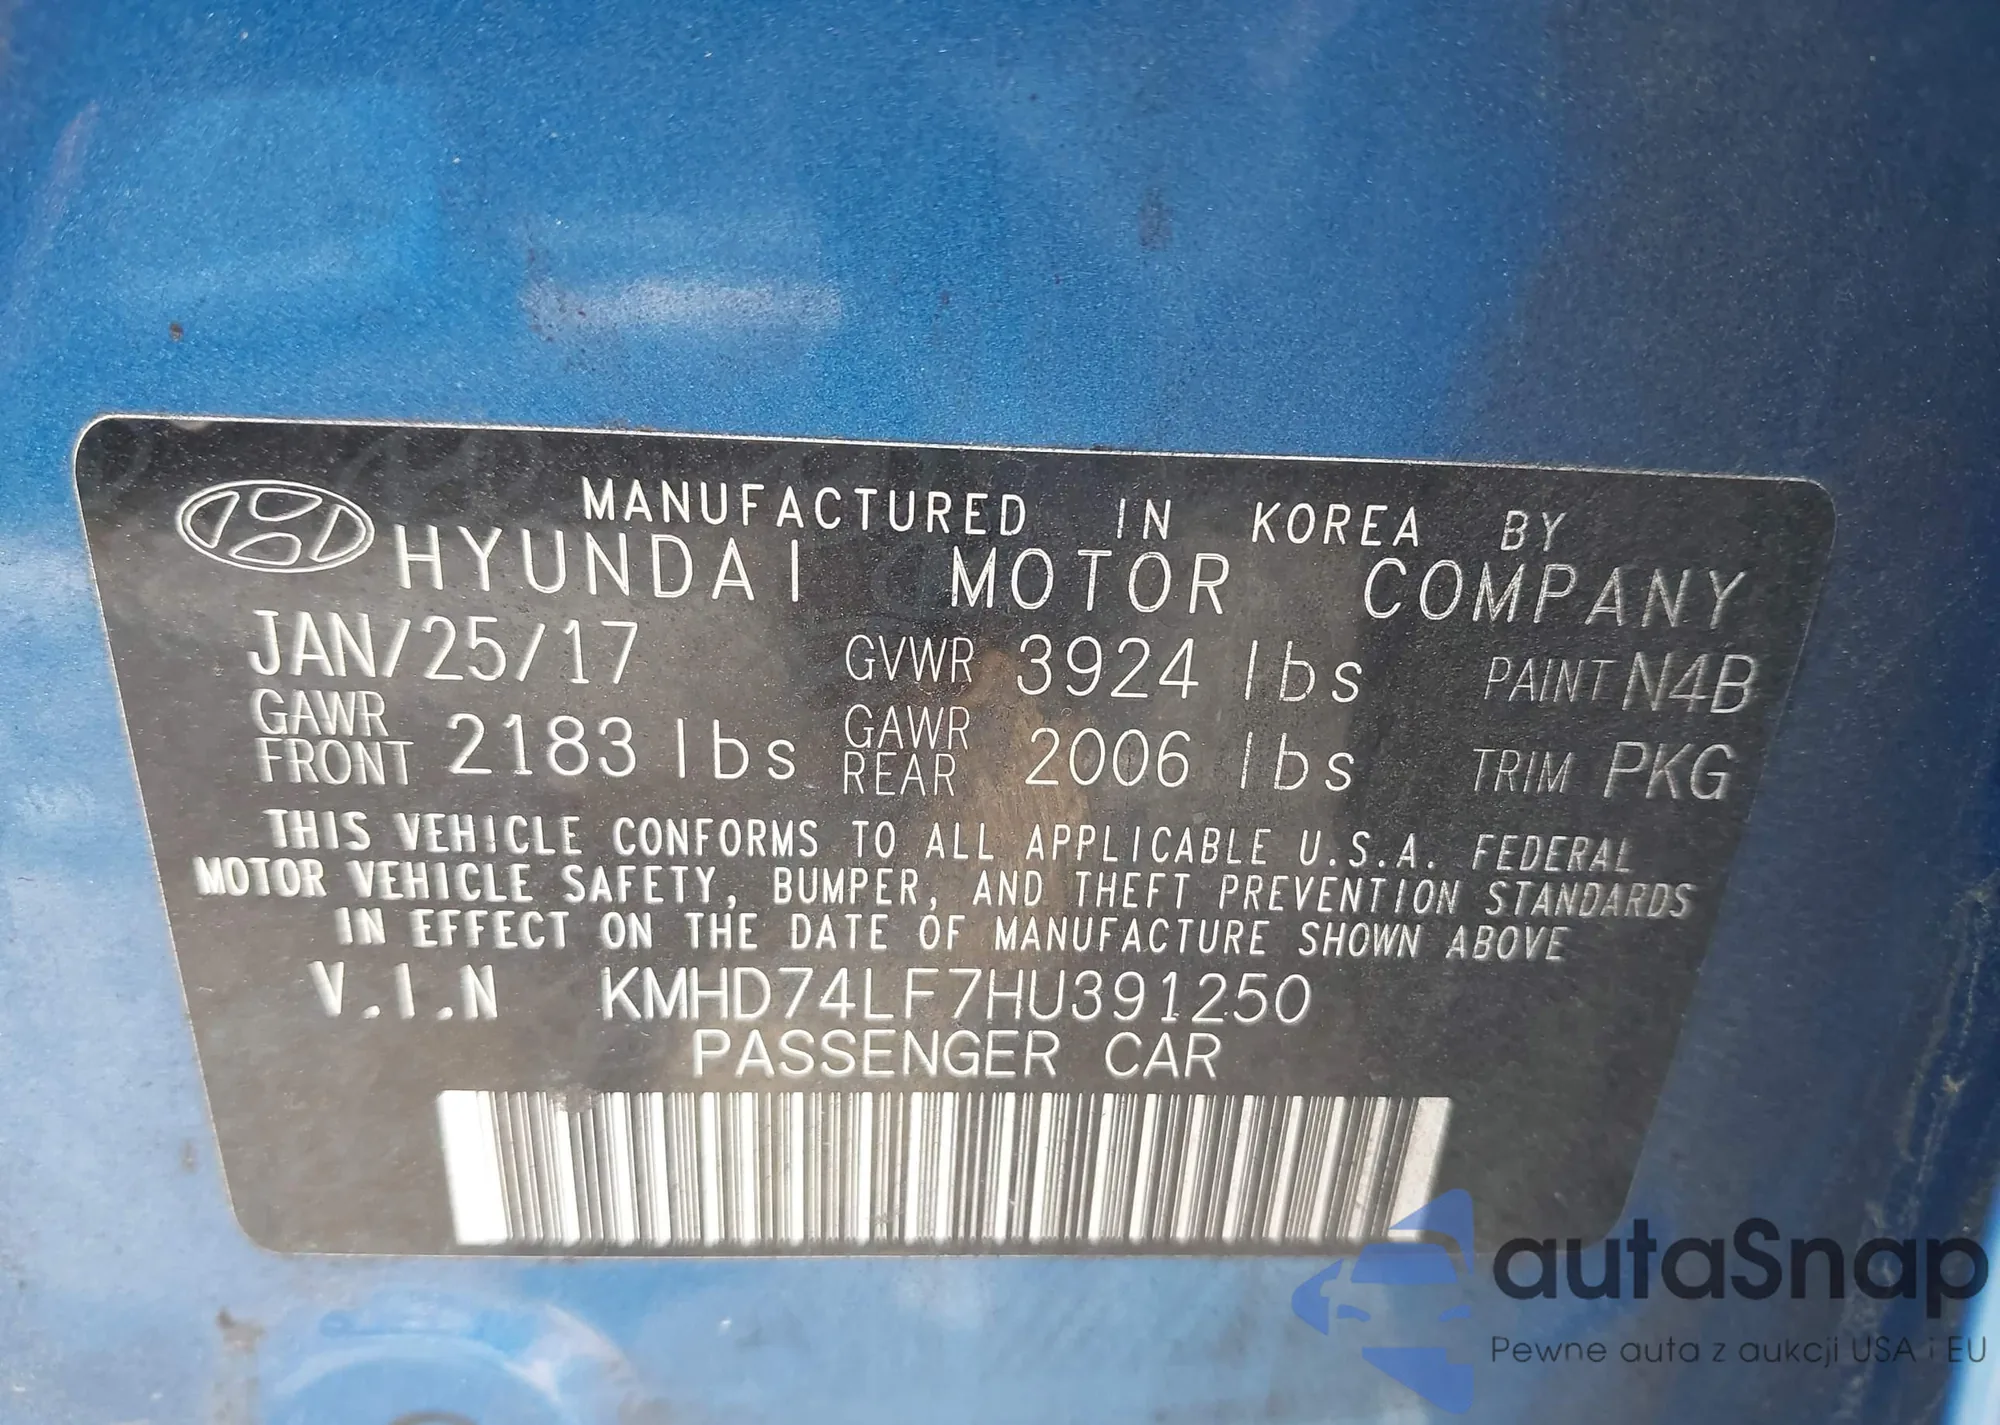 MANUFACTURED IN KOREA BY
HYUNDAI MOTOR COMPANY
JAN/25/17 GVWR 3924 lbs PAINT N4B
GAWR FRONT 2183 lbs GAWR REAR 2006 lbs TRIM PKG
THIS VEHICLE CONFORMS TO ALL APPLICABLE U.S.A. FEDERAL
MOTOR VEHICLE SAFETY, BUMPER, AND THEFT PREVENTION STANDARDS
IN EFFECT ON THE DATE OF MANUFACTURE SHOWN ABOVE
V.I.N KMHD74LF7HU391250
PASSENGER CAR
autaSnap
Pewne auta z aukcji USA i EU